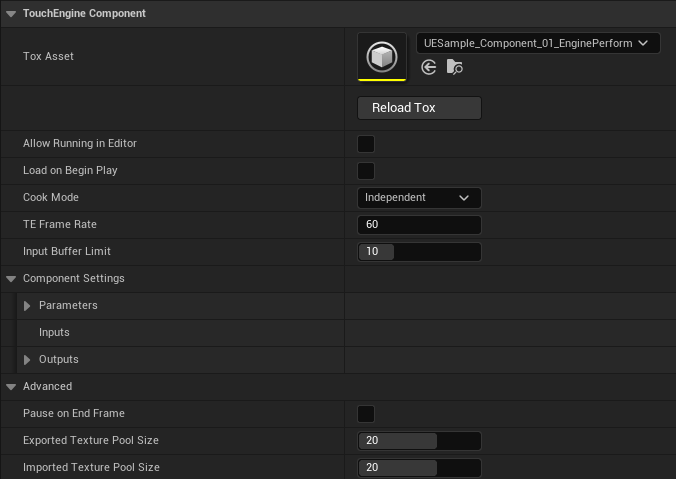 TouchEngine Component
Tox Asset
UESample_Component_01_EnginePerform
Reload Tox
Allow Running in Editor
Load on Begin Play
Cook Mode
Independent
TE Frame Rate
60
Input Buffer Limit
10
Component Settings
Parameters
Inputs
Outputs
Advanced
Pause on End Frame
Exported Texture Pool Size
20
Imported Texture Pool Size
20